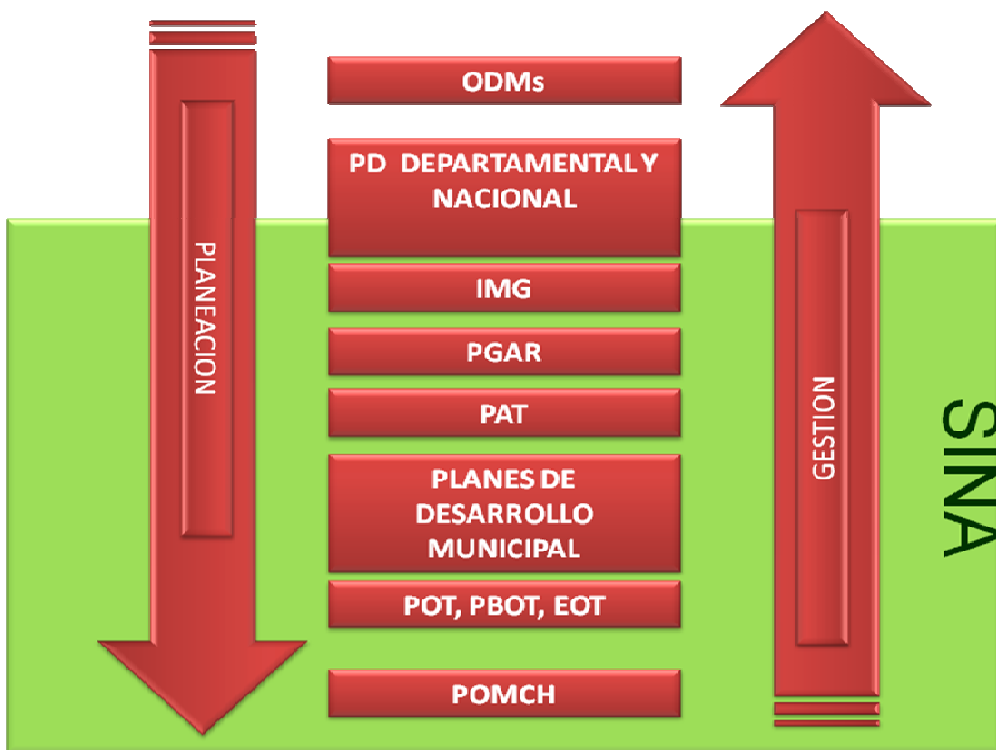 ODMs
PD DEPARTAMENTAL Y
NACIONAL
PLANEACION
IMG
PGAR
PAT
GESTION
SINA
PLANES DE
DESARROLLO
MUNICIPAL
POT, PBOT, EOT
POMCH